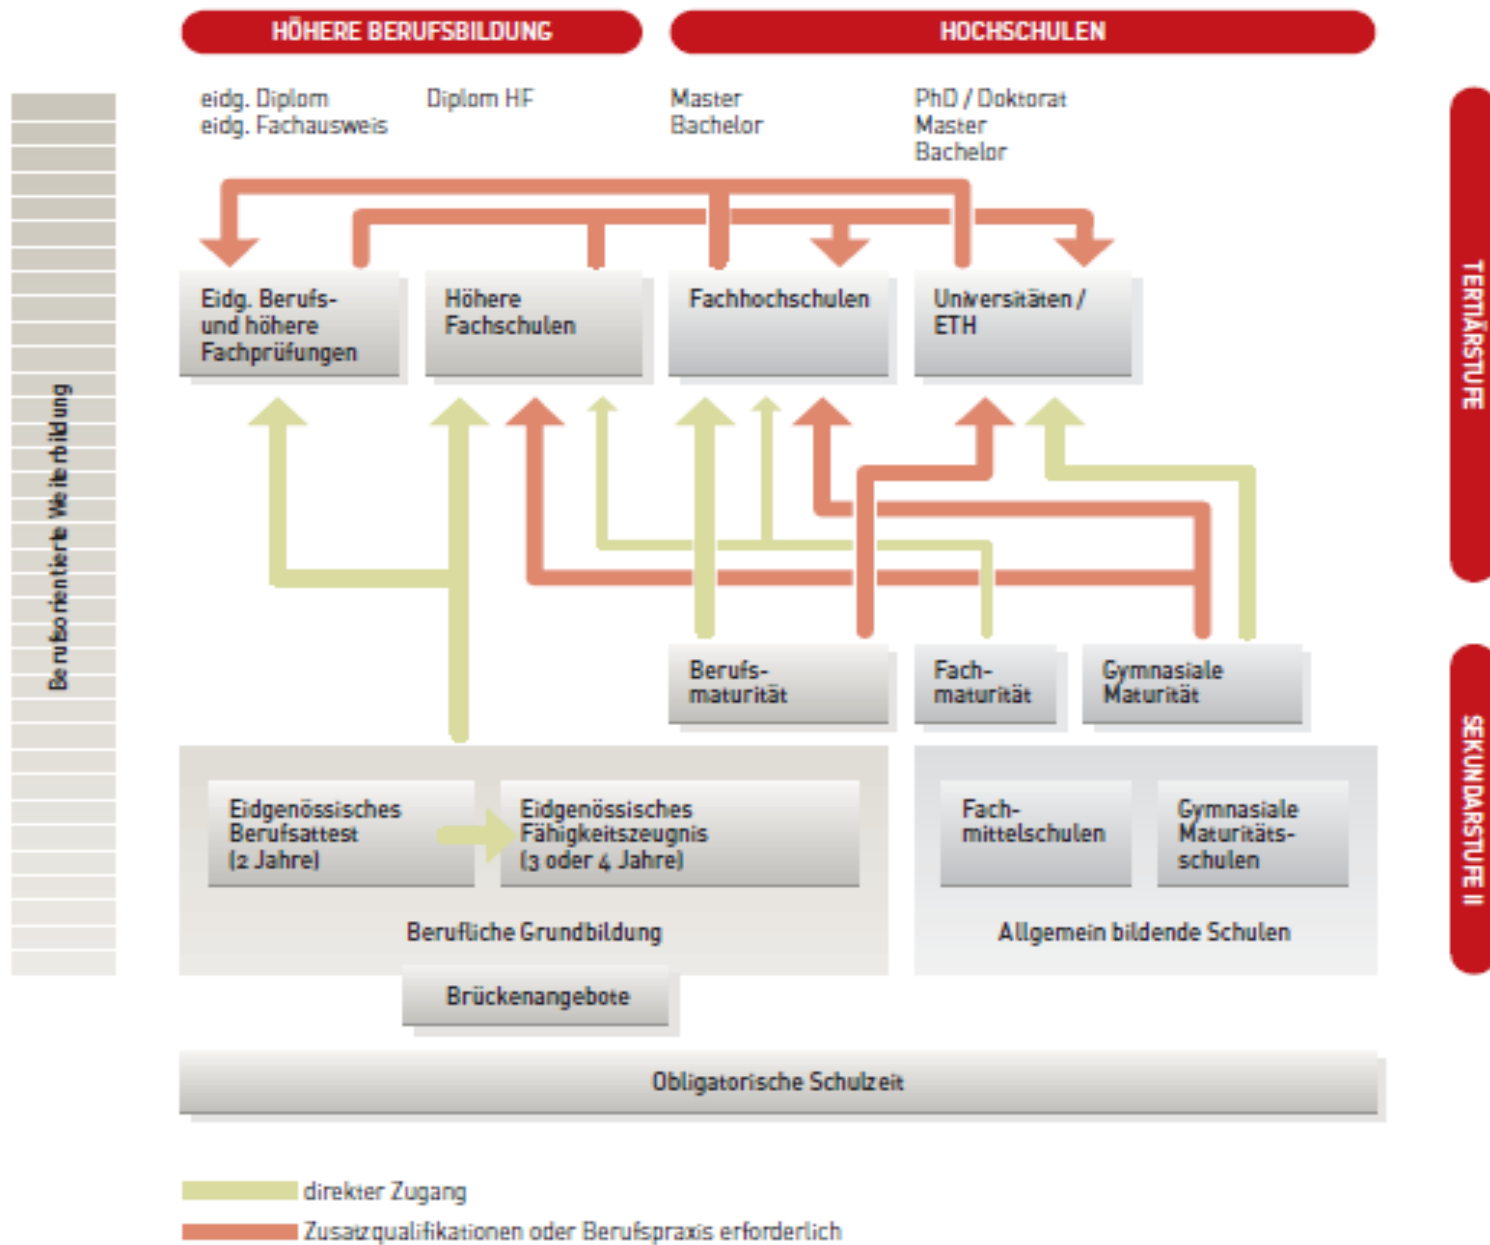 HÖHERE BERUFSBILDUNG
HOCHSCHULEN
eidg. Diplom
eidg. Fachausweis
Diplom HF
Master
Bachelor
PhD / Doktorat
Master
Bachelor
TERTIÄRSTUFE
Eidg. Berufs-
und höhere
Fachprüfungen
Höhere
Fachschulen
Fachhochschulen
Universitäten /
ETH
Berufsorientierte Weiterbildung
Berufs-
maturität
Fach-
maturität
Gymnasiale
Maturität
SEKUNDARSTUFE II
Eidgenössisches
Berufsattest
(2 Jahre)
Eidgenössisches
Fähigkeitszeugnis
(3 oder 4 Jahre)
Fach-
mittelschulen
Gymnasiale
Maturitäts-
schulen
Berufliche Grundbildung
Allgemein bildende Schulen
Brückenangebote
Obligatorische Schulzeit
direkter Zugang
Zusatzqualifikationen oder Berufspraxis erforderlich